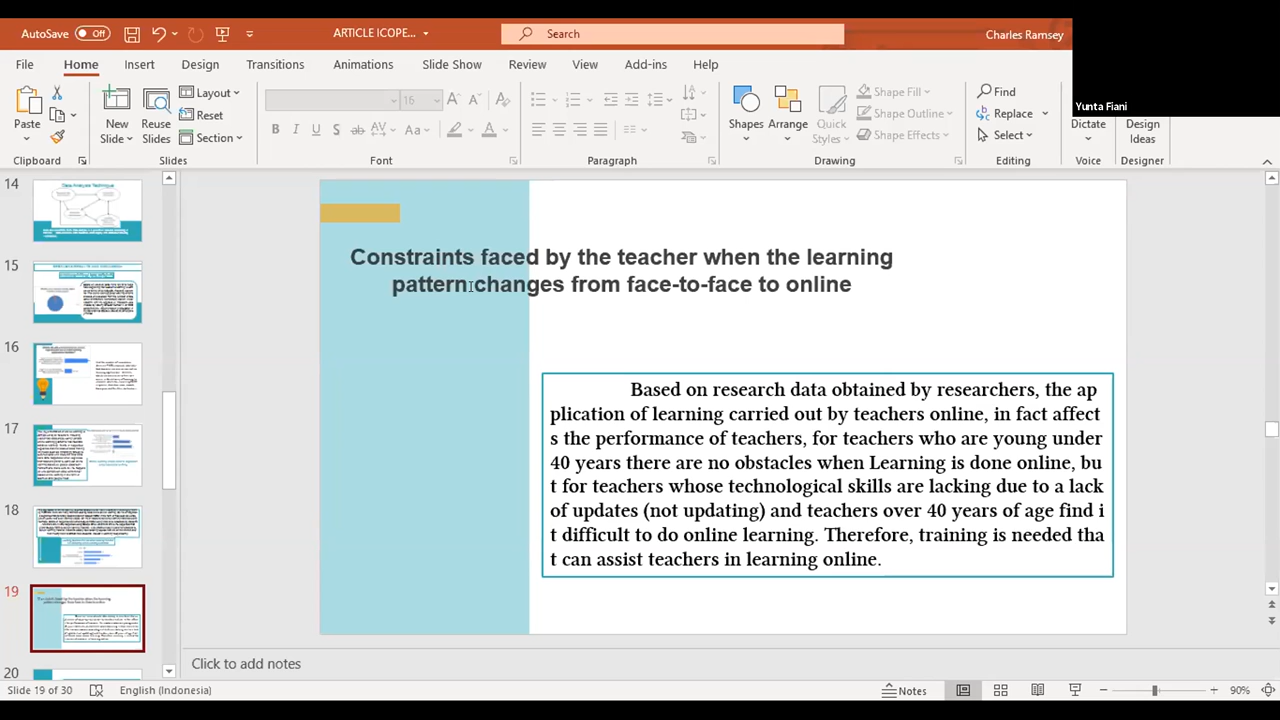 AutoSave Off ARTICLE ICOPE... Search Charles Ramsey
Yunta Fiani
File Home Insert Design Transitions Animations Slide Show Review View Add-ins Help
Paste New Slide Reuse Slides Layout Reset Section 16 Shapes Arrange Quick Styles Shape Fill Shape Outline Shape Effects Find Replace Select Dictate Design Ideas
Clipboard Slides Font Paragraph Drawing Editing Voice Designer
14
15
16
17
18
19
20
Constraints faced by the teacher when the learning
pattern changes from face-to-face to online
Based on research data obtained by researchers, the ap
plication of learning carried out by teachers online, in fact affect
s the performance of teachers, for teachers who are young under
40 years there are no obstacles when Learning is done online, bu
t for teachers whose technological skills are lacking due to a lack
of updates (not updating) and teachers over 40 years of age find i
t difficult to do online learning. Therefore, training is needed tha
t can assist teachers in learning online.
Click to add notes
Slide 19 of 30 English (Indonesia) Notes 90%